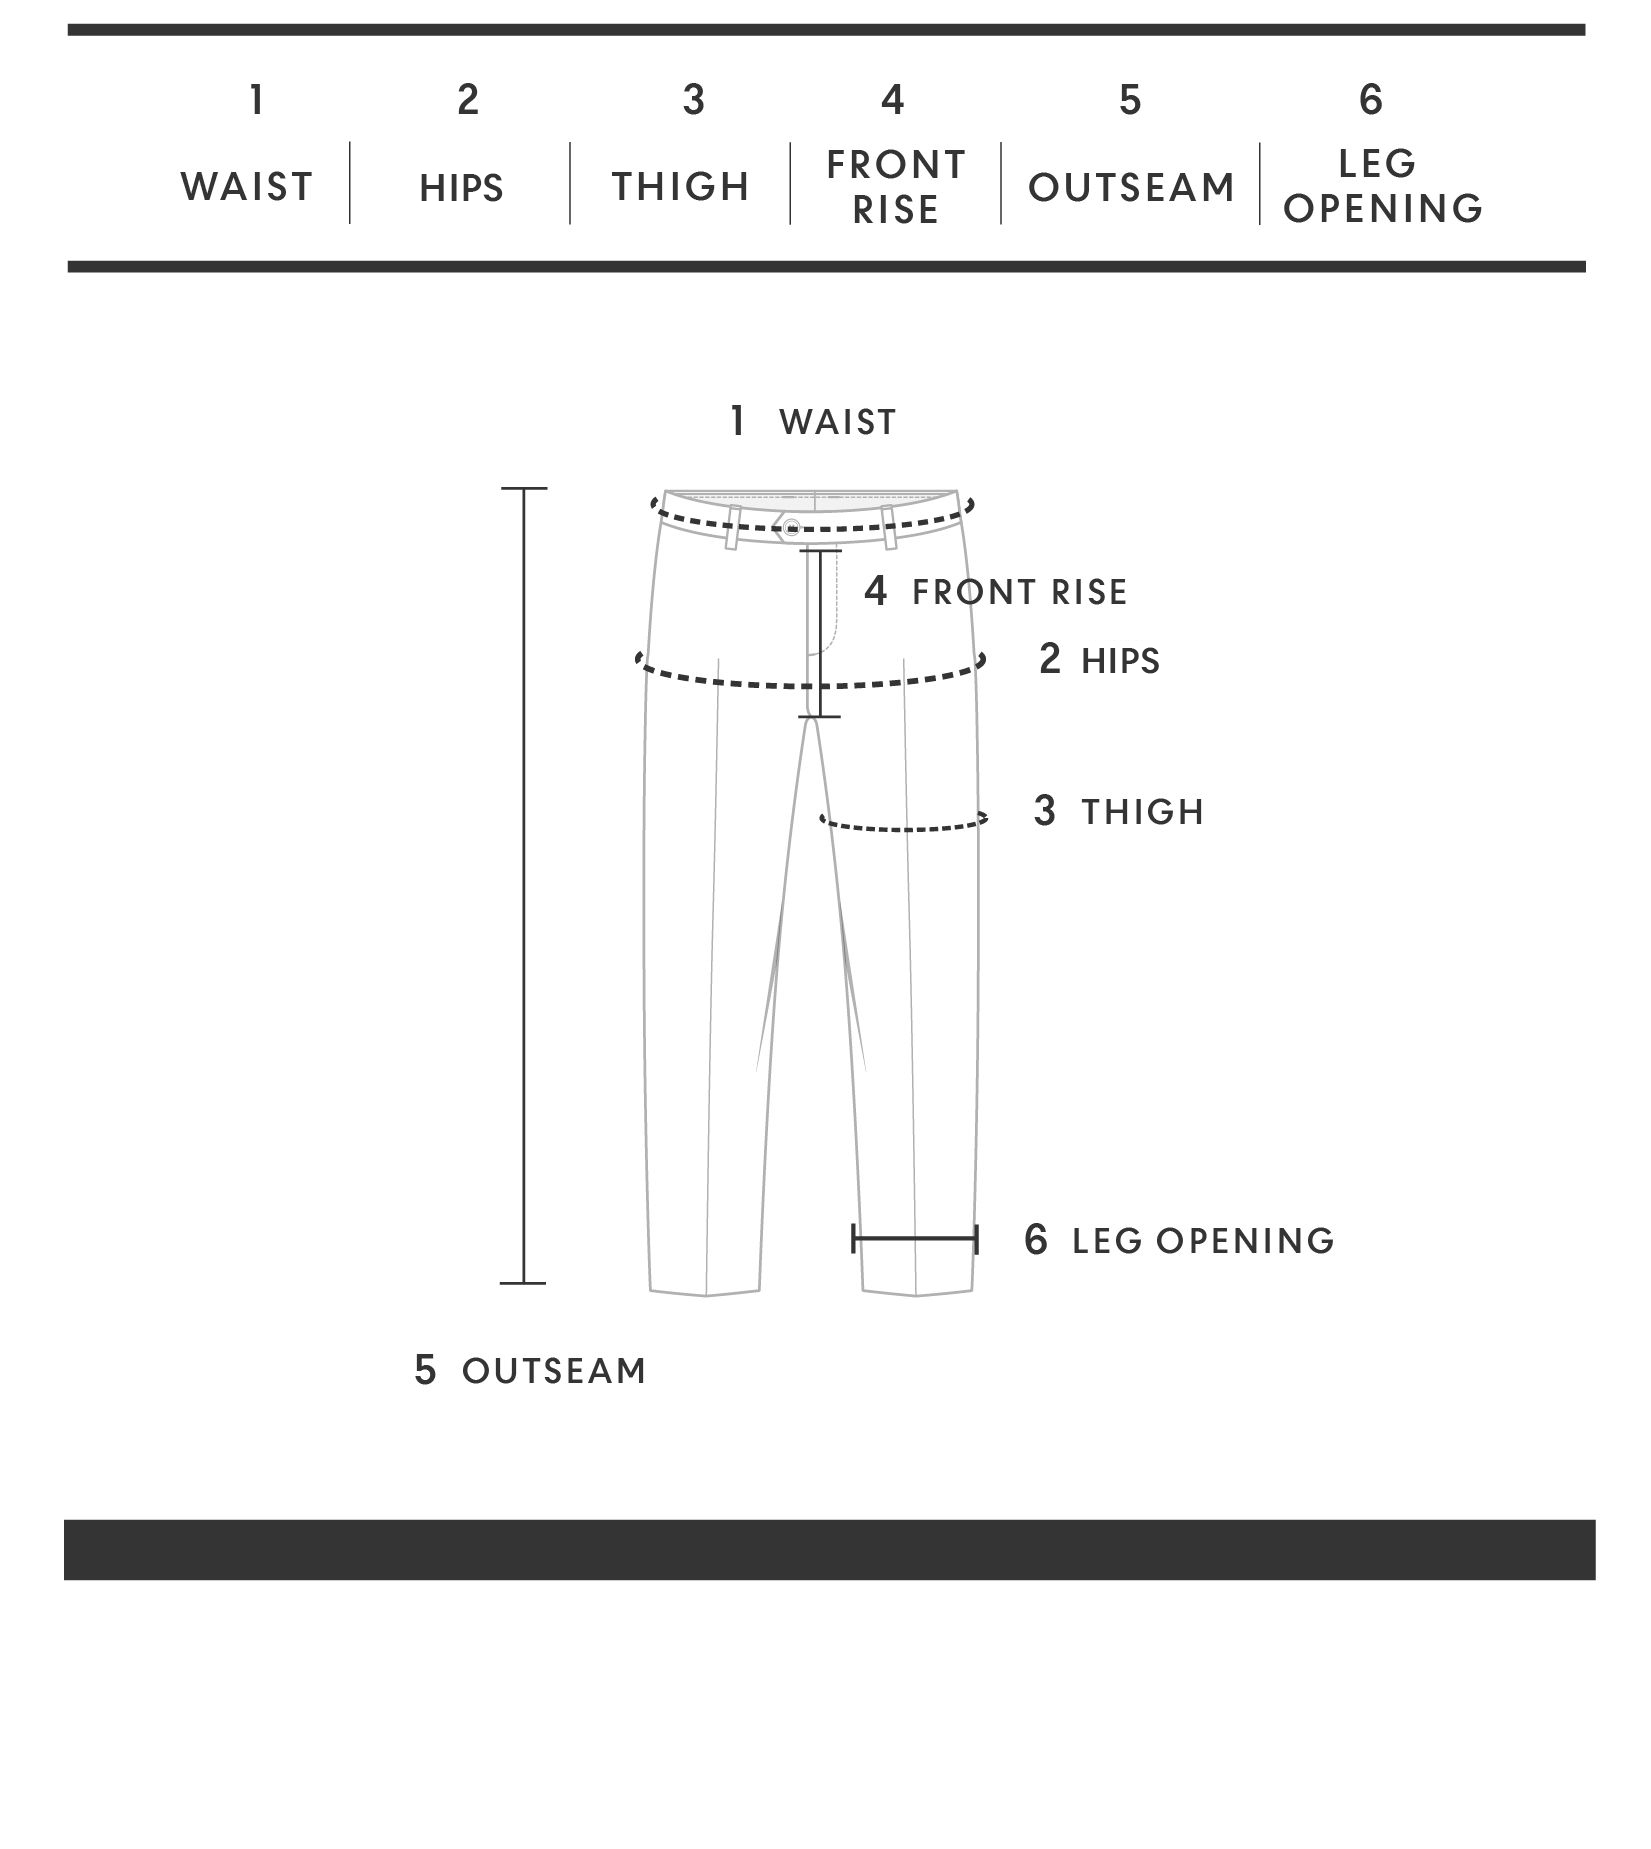 1 2 3 4 5 6
WAIST HIPS THIGH FRONT RISE OUTSEAM LEG OPENING
1 WAIST
4 FRONT RISE
2 HIPS
3 THIGH
6 LEG OPENING
5 OUTSEAM